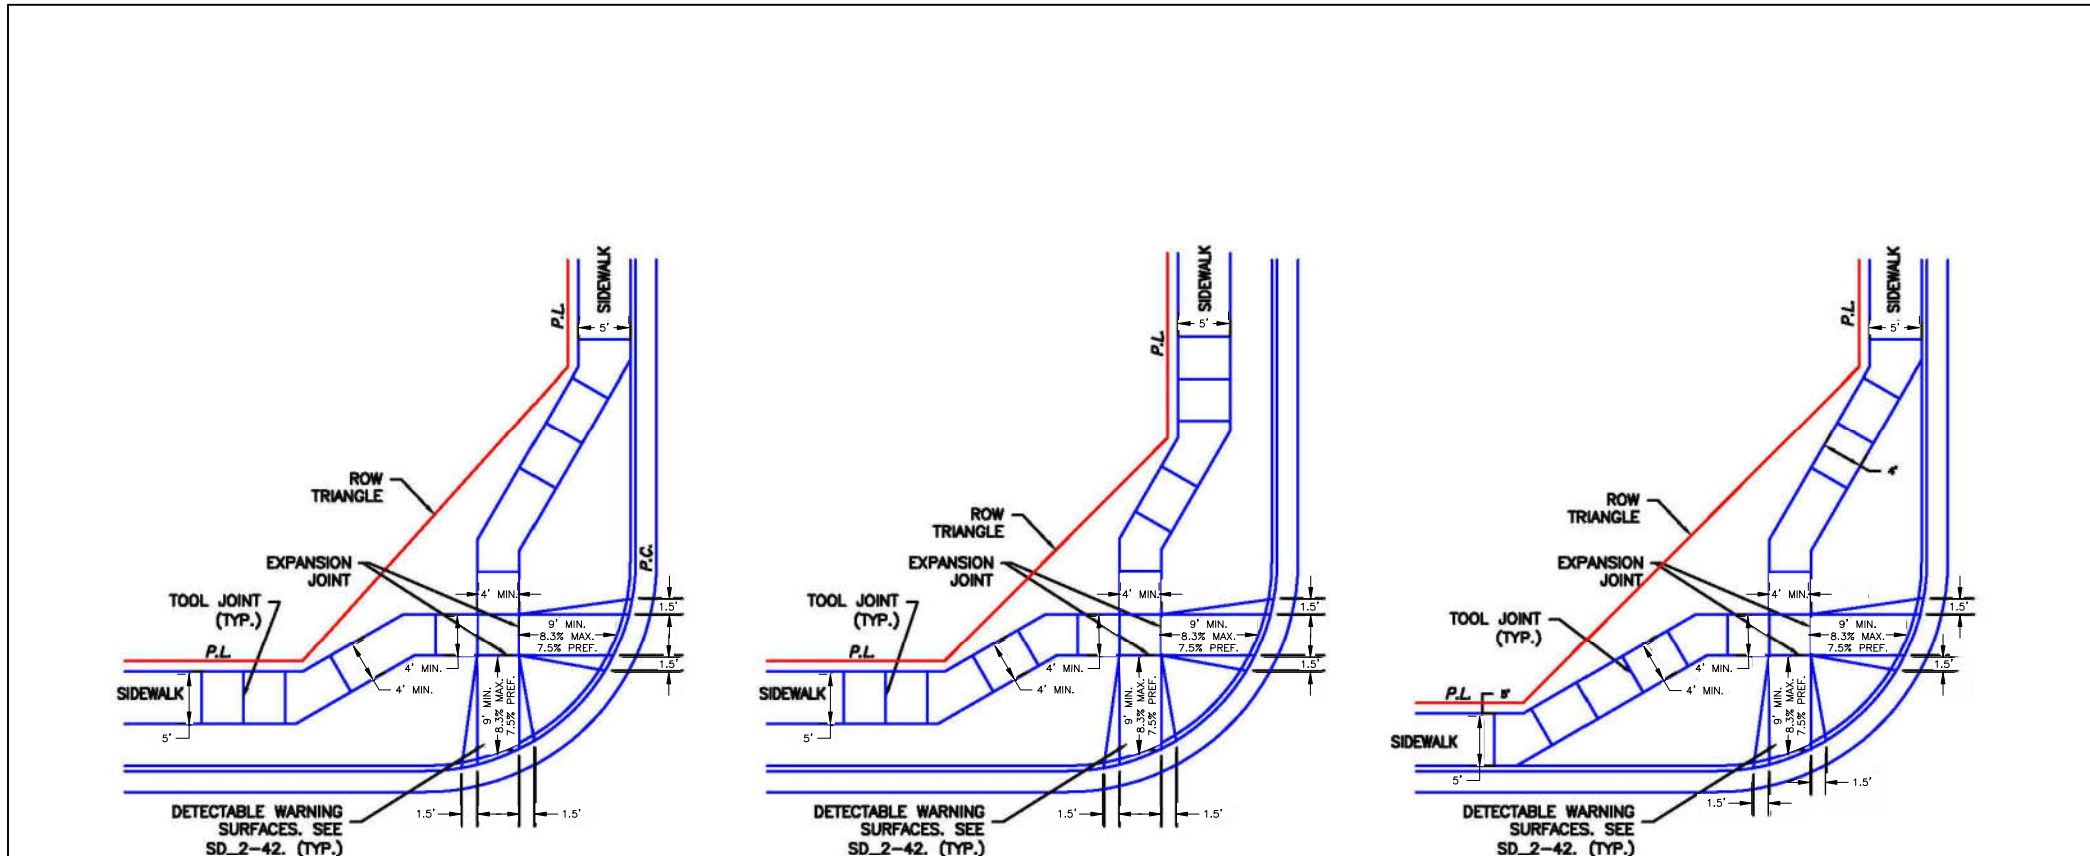 SIDEWALK
P.L.
5'
ROW
TRIANGLE
P.C.
EXPANSION
JOINT
4' MIN.
1.5'
TOOL JOINT
(TYP.)
9' MIN.
8.3% MAX.
7.5% PREF.
P.L.
4' MIN.
1.5'
SIDEWALK
4' MIN.
9' MIN.
8.3% MAX.
7.5% PREF.
5'
DETECTABLE WARNING
SURFACES. SEE
SD_2-42. (TYP.)
1.5'
1.5'
SIDEWALK
5'
P.L.
ROW
TRIANGLE
EXPANSION
JOINT
4' MIN.
1.5'
TOOL JOINT
(TYP.)
9' MIN.
8.3% MAX.
7.5% PREF.
P.L.
4' MIN.
1.5'
SIDEWALK
4' MIN.
9' MIN.
8.3% MAX.
7.5% PREF.
5'
DETECTABLE WARNING
SURFACES. SEE
SD_2-42. (TYP.)
1.5'
1.5'
SIDEWALK
P.L.
5'
4'
ROW
TRIANGLE
EXPANSION
JOINT
4' MIN.
1.5'
TOOL JOINT
(TYP.)
9' MIN.
8.3% MAX.
7.5% PREF.
4' MIN.
1.5'
4' MIN.
P.L.
5'
9' MIN.
8.3% MAX.
7.5% PREF.
SIDEWALK
5'
1.5'
1.5'
DETECTABLE WARNING
SURFACES. SEE
SD_2-42. (TYP.)